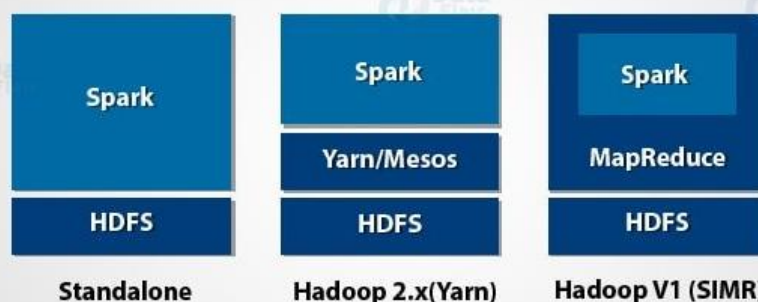 Spark
HDFS
Standalone
Spark
Yarn/Mesos
HDFS
Hadoop 2.x(Yarn)
Spark
MapReduce
HDFS
Hadoop V1 (SIMR